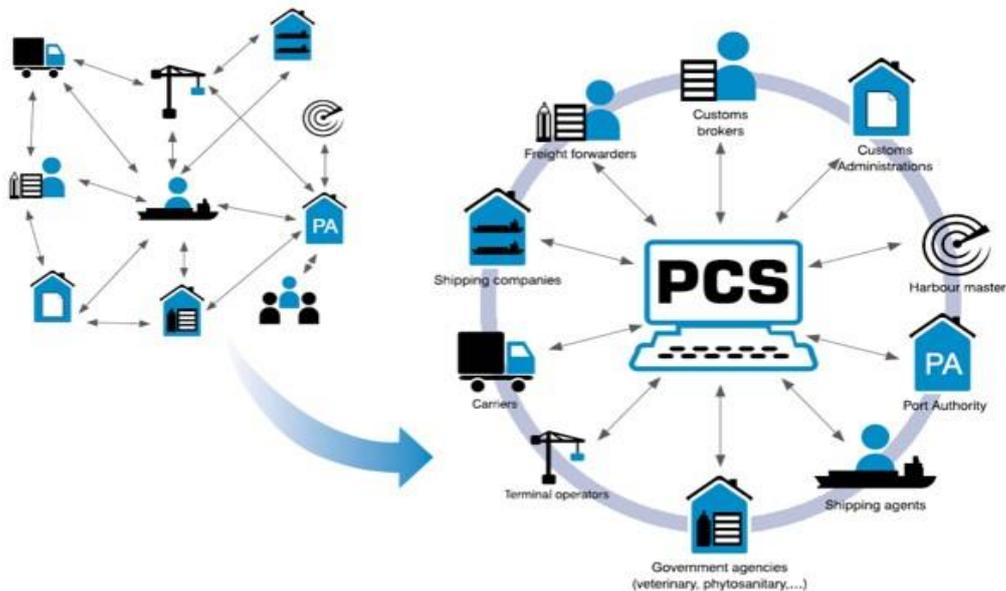 PA
Customs
brokers
Freight forwarders
Customs
Administrations
Shipping companies
PCS
Harbour master
Carriers
PA
Port Authority
Terminal operators
Shipping agents
Government agencies
(veterinary, phytosanitary,...)